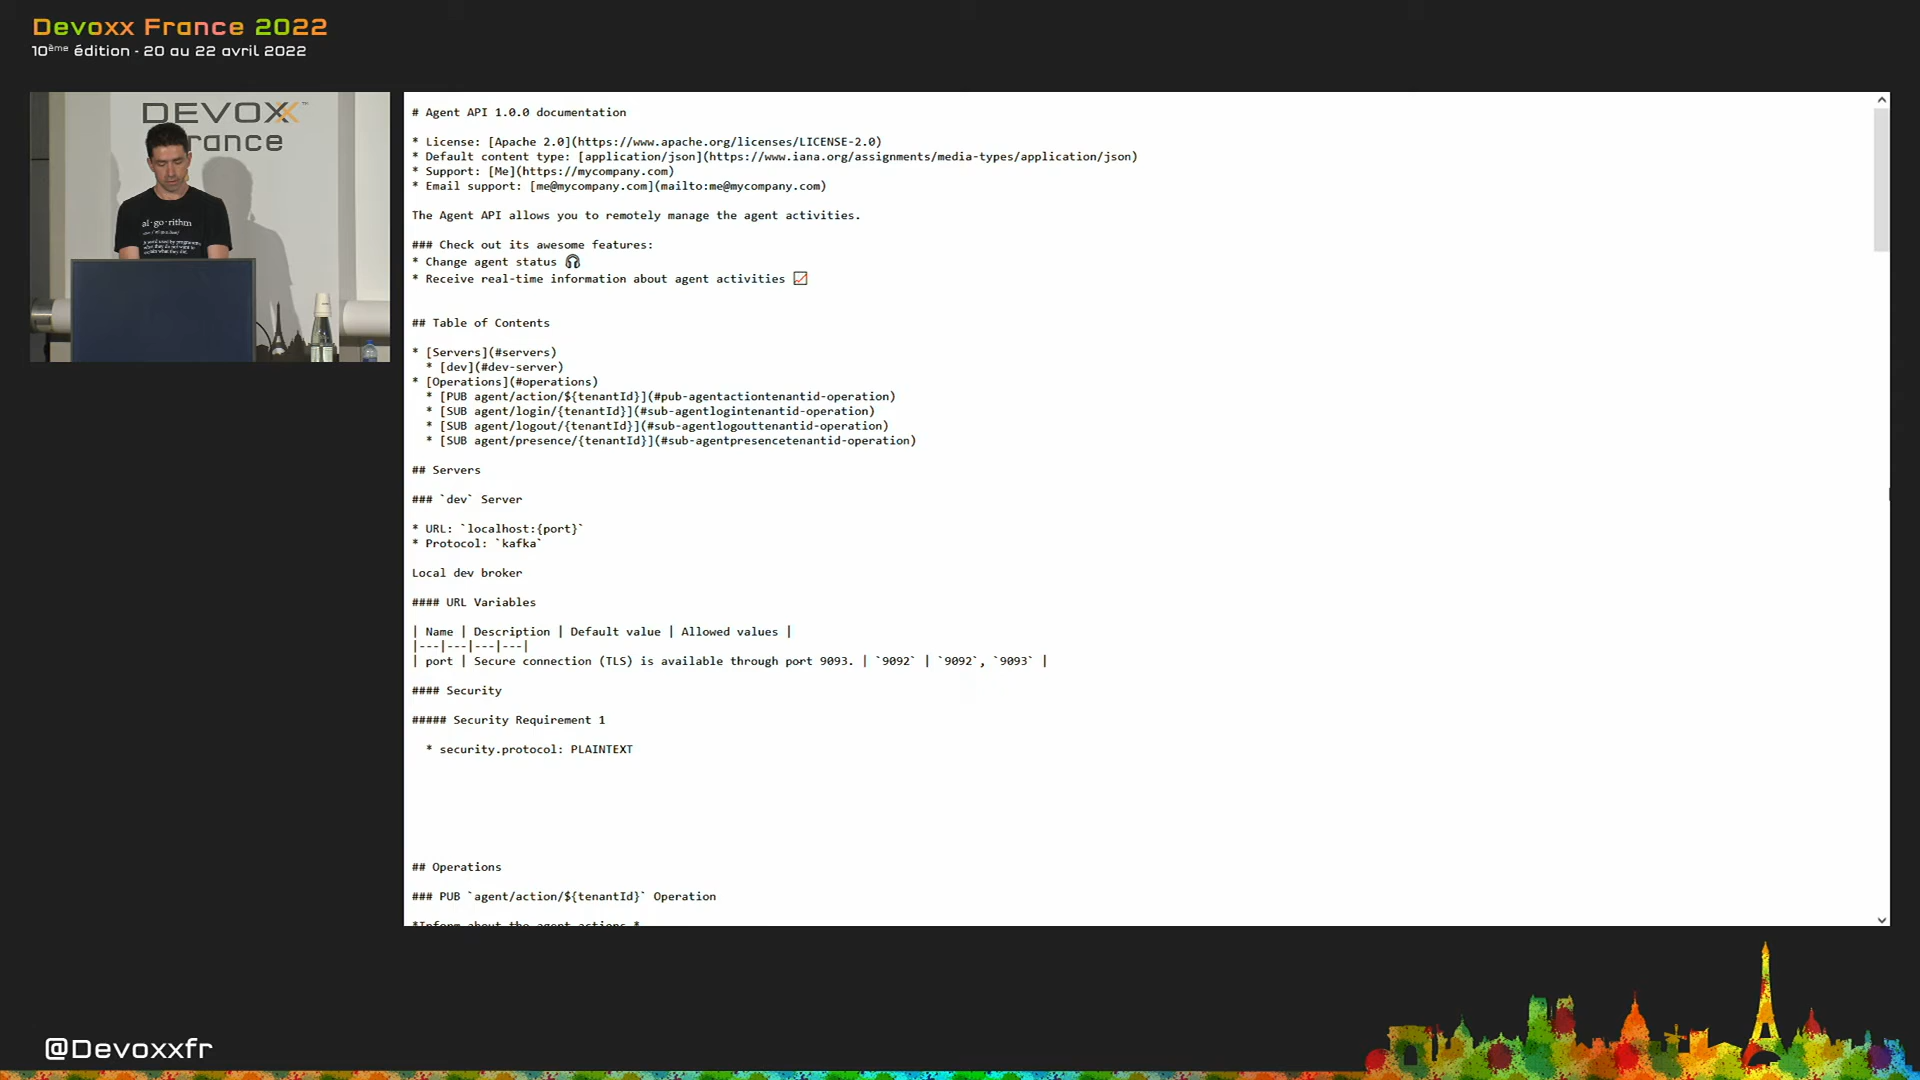 Devoxx France 2022
10ème édition - 20 au 22 avril 2022
DEVOXX™
France
al·go·rithm
# Agent API 1.0.0 documentation
* License: [Apache 2.0](https://www.apache.org/licenses/LICENSE-2.0)
* Default content type: [application/json](https://www.iana.org/assignments/media-types/application/json)
* Support: [Me](https://mycompany.com)
* Email support: [me@mycompany.com](mailto:me@mycompany.com)
The Agent API allows you to remotely manage the agent activities.
### Check out its awesome features:
* Change agent status 🎧
* Receive real-time information about agent activities 📈
## Table of Contents
* [Servers](#servers)
* [dev](#dev-server)
* [Operations](#operations)
* [PUB agent/action/${tenantId}](#pub-agentactiontenantid-operation)
* [SUB agent/login/{tenantId}](#sub-agentlogintenantid-operation)
* [SUB agent/logout/{tenantId}](#sub-agentlogouttenantid-operation)
* [SUB agent/presence/{tenantId}](#sub-agentpresencetenantid-operation)
## Servers
### `dev` Server
* URL: `localhost:{port}`
* Protocol: `kafka`
Local dev broker
#### URL Variables
| Name | Description | Default value | Allowed values |
|---|---|---|---|
| port | Secure connection (TLS) is available through port 9093. | `9092` | `9092`, `9093` |
#### Security
##### Security Requirement 1
* security.protocol: PLAINTEXT
## Operations
### PUB `agent/action/${tenantId}` Operation
*Inform about the agent actions.*
@Devoxxfr